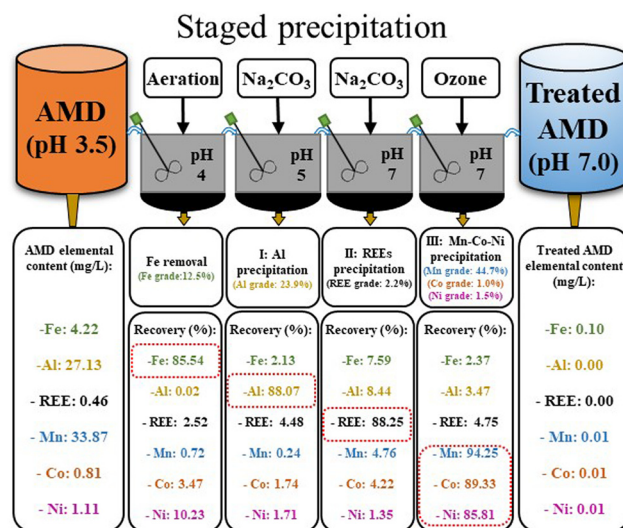 Staged precipitation
AMD
(pH 3.5)
Aeration
Na₂CO₃
Na₂CO₃
Ozone
Treated
AMD
(pH 7.0)
pH
4
pH
5
pH
7
pH
7
AMD elemental
content (mg/L):
-Fe: 4.22
-Al: 27.13
- REE: 0.46
- Mn: 33.87
- Co: 0.81
- Ni: 1.11
Fe removal
(Fe grade:12.5%)
Recovery (%):
-Fe: 85.54
-Al: 0.02
- REE: 2.52
- Mn: 0.72
- Co: 3.47
- Ni: 10.23
I: Al
precipitation
(Al grade: 23.9%)
Recovery (%):
-Fe: 2.13
-Al: 88.07
- REE: 4.48
- Mn: 0.24
- Co: 1.74
- Ni: 1.71
II: REEs
precipitation
(REE grade: 2.2%)
Recovery (%):
-Fe: 7.59
-Al: 8.44
- REE: 88.25
- Mn: 4.76
- Co: 4.22
- Ni: 1.35
III: Mn-Co-Ni
precipitation
(Mn grade: 44.7%)
(Co grade: 1.0%)
(Ni grade: 1.5%)
Recovery (%):
-Fe: 2.37
-Al: 3.47
- REE: 4.75
- Mn: 94.25
- Co: 89.33
- Ni: 85.81
Treated AMD
elemental content
(mg/L):
-Fe: 0.10
-Al: 0.00
- REE: 0.00
- Mn: 0.01
- Co: 0.01
- Ni: 0.01